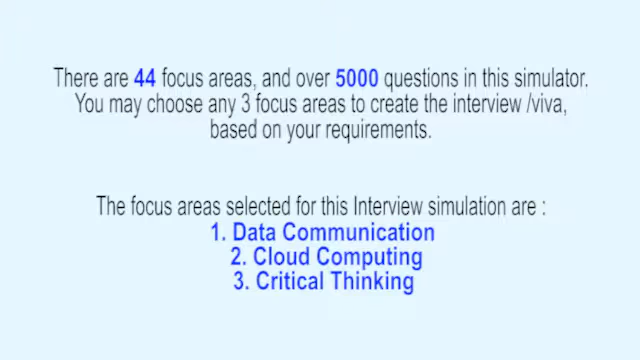 There are 44 focus areas, and over 5000 questions in this simulator.
You may choose any 3 focus areas to create the interview /viva,
based on your requirements.
The focus areas selected for this Interview simulation are :
1. Data Communication
2. Cloud Computing
3. Critical Thinking